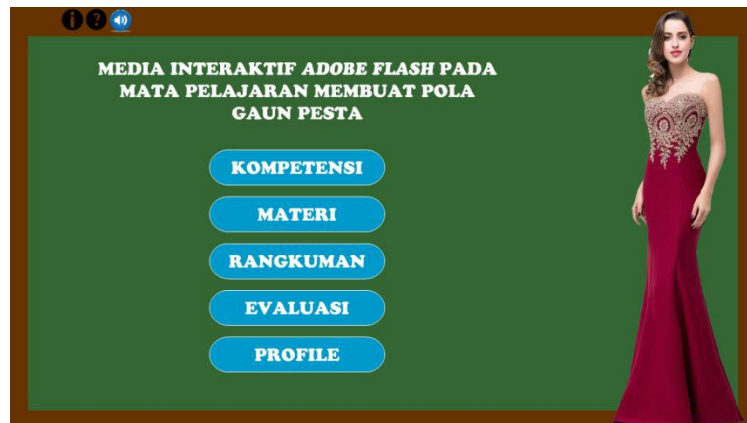 i ?
MEDIA INTERAKTIF ADOBE FLASH PADA
MATA PELAJARAN MEMBUAT POLA
GAUN PESTA
KOMPETENSI
MATERI
RANGKUMAN
EVALUASI
PROFILE